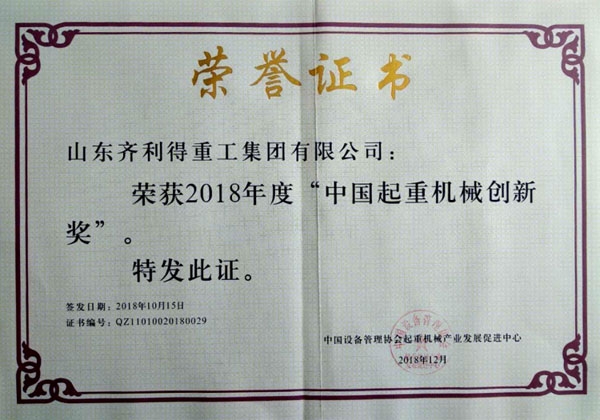 荣誉证书
山东齐利得重工集团有限公司：
荣获2018年度“中国起重机械创新
奖”。
特发此证。
签发日期：2018年10月15日
证书编号：QZ11010020180029
中国设备管理协会起重机械产业发展促进中心
2018年12月